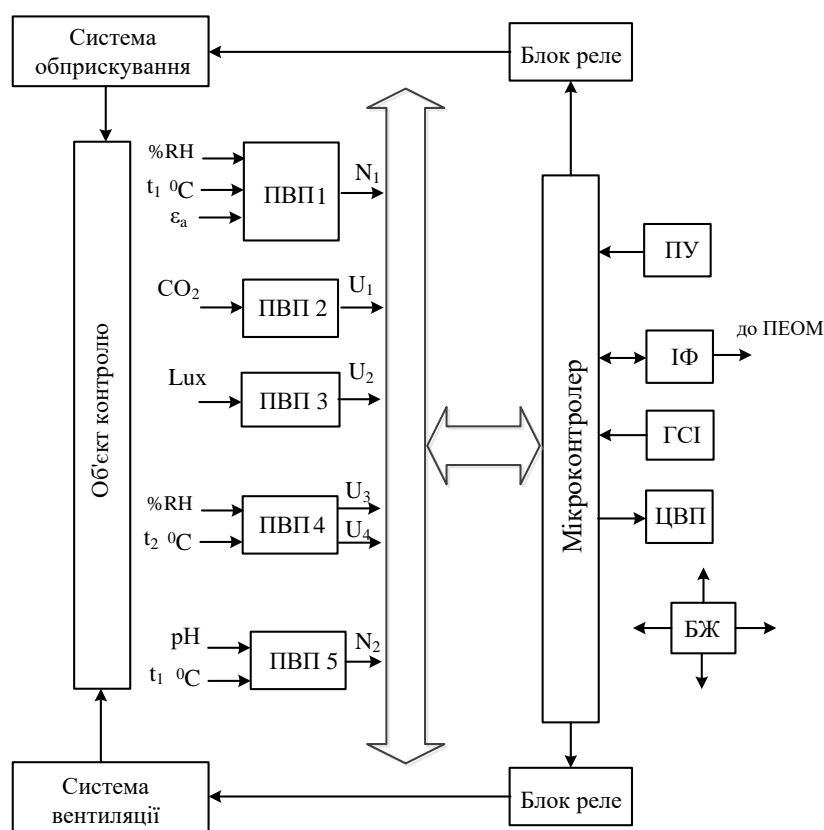 Система
обприскування
Блок реле
%RH
t₁ ⁰C
εₐ
ПВП 1
N₁
CO₂
ПВП 2
U₁
Lux
ПВП 3
U₂
%RH
t₂ ⁰C
ПВП 4
U₃
U₄
pH
t₁ ⁰C
ПВП 5
N₂
Об'єкт контролю
Мікроконтролер
ПУ
ІФ
до ПЕОМ
ГСІ
ЦВП
БЖ
Система
вентиляції
Блок реле